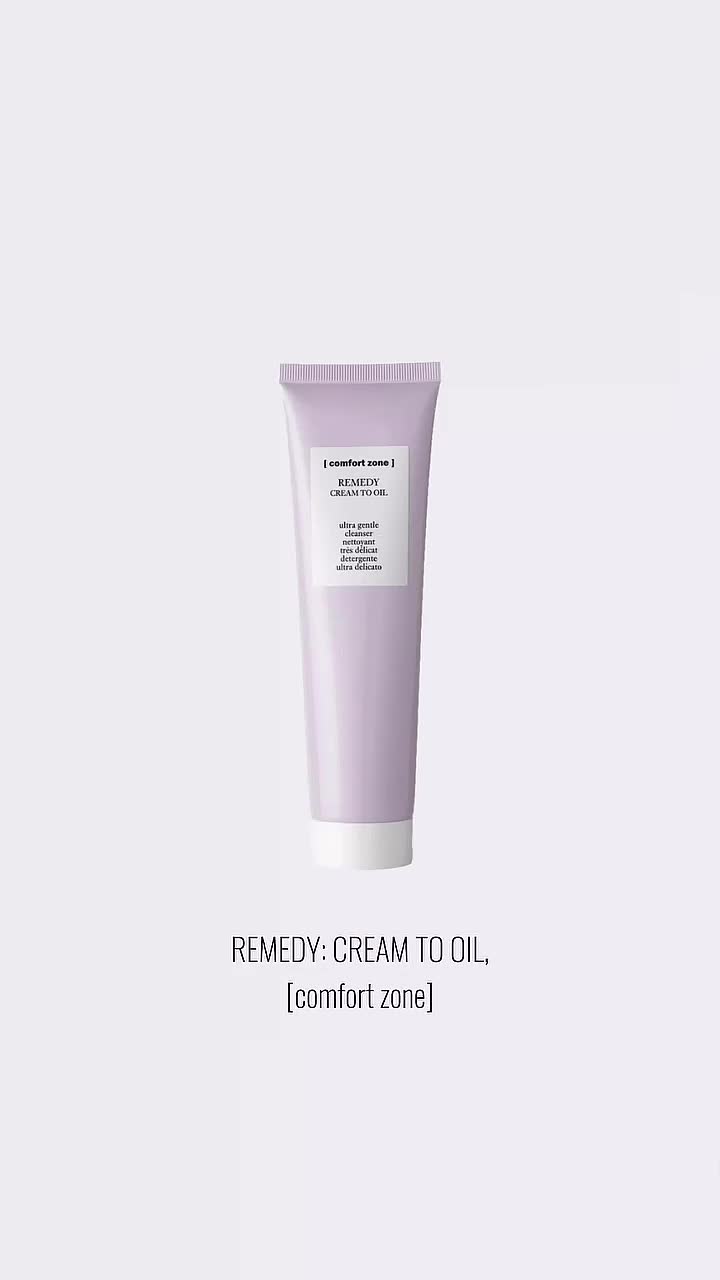 [ comfort zone ]
REMEDY
CREAM TO OIL
ultra gentle
cleanser
nettoyant
très délicat
detergente
ultra delicato
REMEDY: CREAM TO OIL,
[comfort zone]